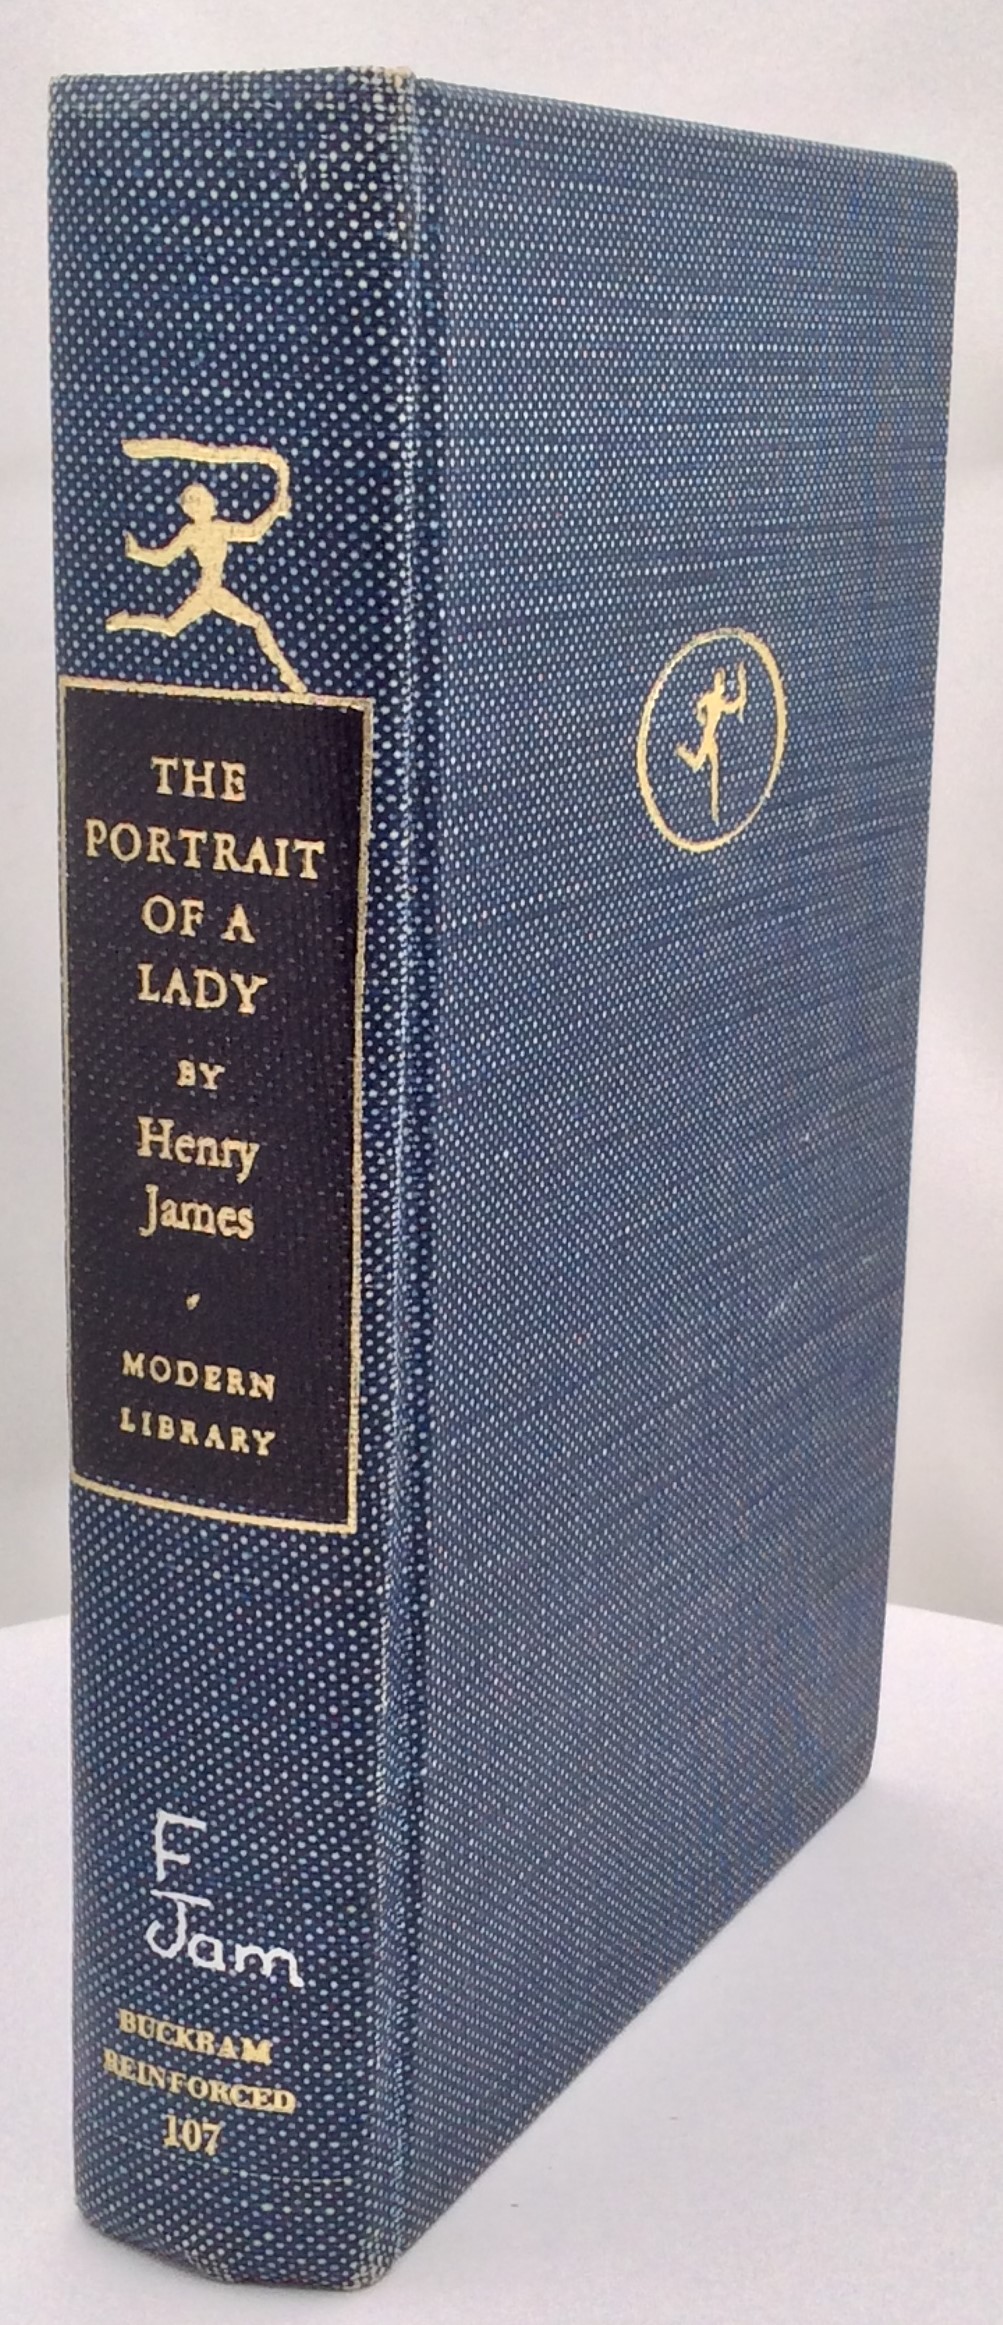 THE
PORTRAIT
OF A
LADY
BY
Henry
James
MODERN
LIBRARY
F
Jam
BUCKRAM
REINFORCED
107